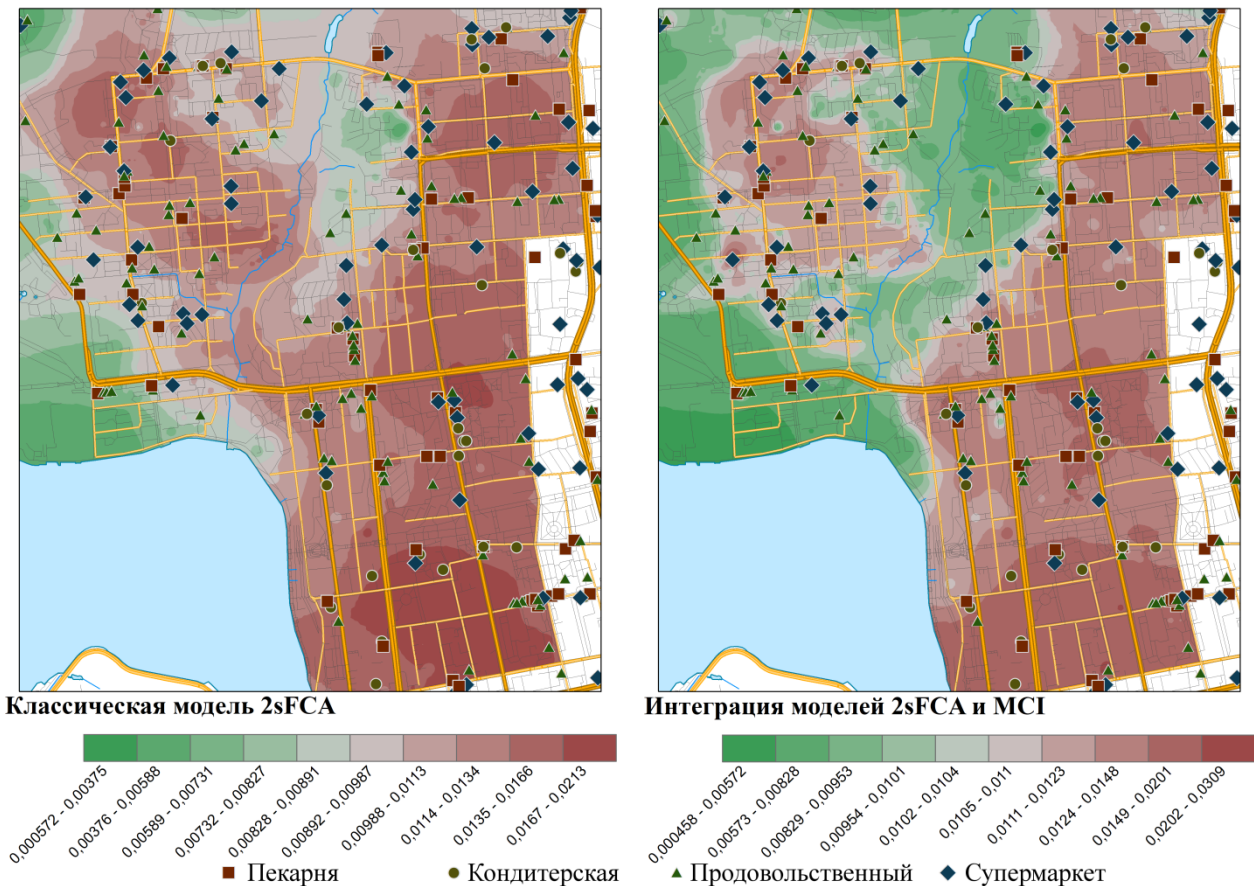 Классическая модель 2sFCA
Интеграция моделей 2sFCA и MCI
0,000572 - 0,00375
0,00376 - 0,00588
0,00589 - 0,00731
0,00732 - 0,00827
0,00828 - 0,00891
0,00892 - 0,00987
0,00988 - 0,0113
0,0114 - 0,0134
0,0135 - 0,0166
0,0167 - 0,0213
0,000458 - 0,00572
0,00573 - 0,00828
0,00829 - 0,00953
0,00954 - 0,0101
0,0102 - 0,0104
0,0105 - 0,011
0,0111 - 0,0123
0,0124 - 0,0148
0,0149 - 0,0201
0,0202 - 0,0309
Пекарня
Кондитерская
Продовольственный
Супермаркет